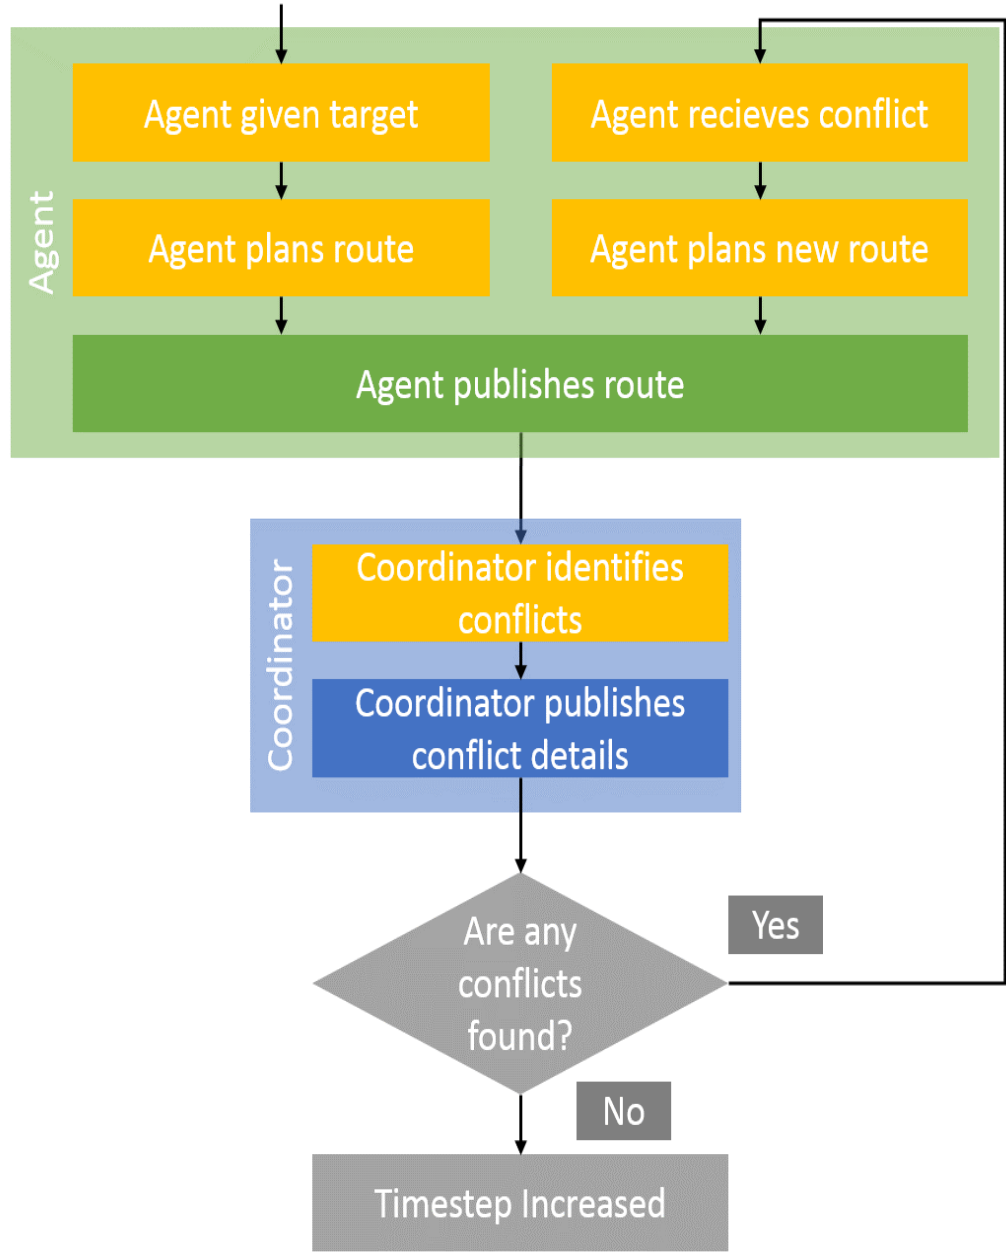 Agent given target
Agent recieves conflict
Agent
Agent plans route
Agent plans new route
Agent publishes route
Coordinator
Coordinator identifies
conflicts
Coordinator publishes
conflict details
Are any
conflicts
found?
Yes
No
Timestep Increased